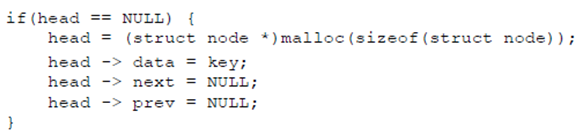 if(head == NULL) {
    head = (struct node *)malloc(sizeof(struct node));
    head -> data = key;
    head -> next = NULL;
    head -> prev = NULL;
}